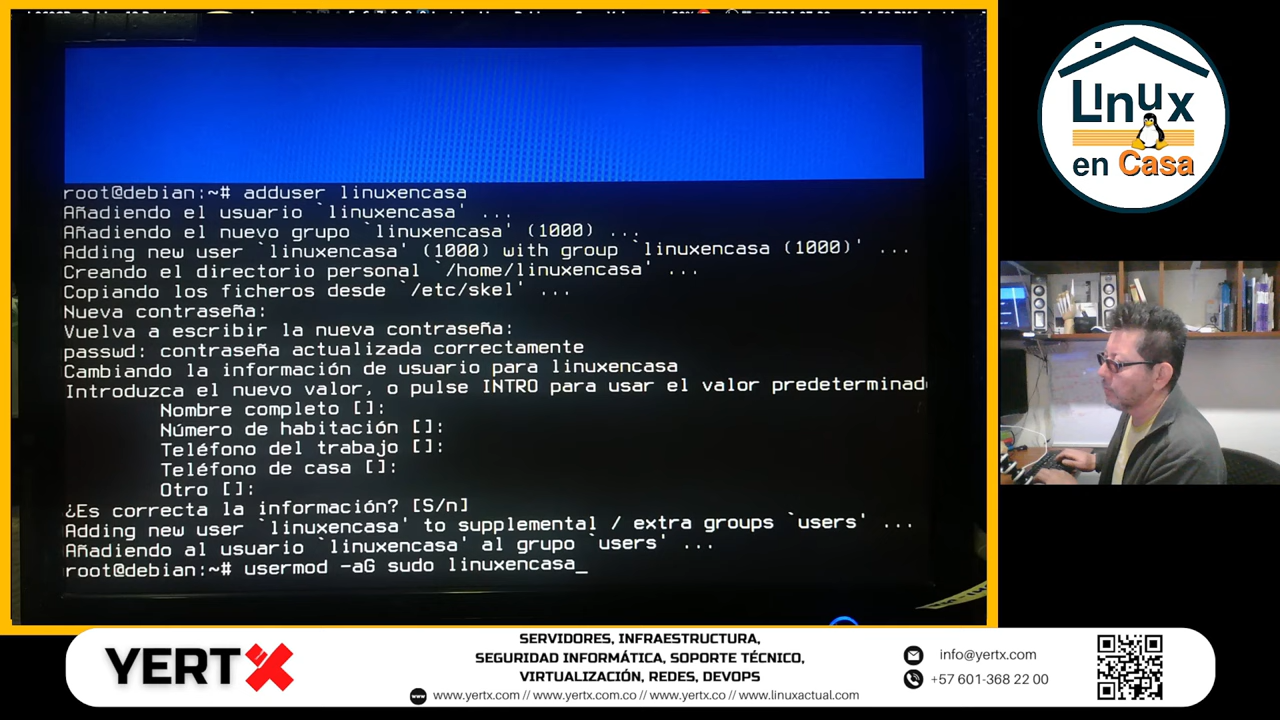 root@debian:~# adduser linuxencasa
Añadiendo el usuario `linuxencasa' ...
Añadiendo el nuevo grupo `linuxencasa' (1000) ...
Adding new user `linuxencasa' (1000) with group `linuxencasa (1000)' ...
Creando el directorio personal `/home/linuxencasa' ...
Copiando los ficheros desde `/etc/skel' ...
Nueva contraseña:
Vuelva a escribir la nueva contraseña:
passwd: contraseña actualizada correctamente
Cambiando la información de usuario para linuxencasa
Introduzca el nuevo valor, o pulse INTRO para usar el valor predeterminad
Nombre completo []:
Número de habitación []:
Teléfono del trabajo []:
Teléfono de casa []:
Otro []:
¿Es correcta la información? [S/n]
Adding new user `linuxencasa' to supplemental / extra groups `users' ...
Añadiendo al usuario `linuxencasa' al grupo `users' ...
root@debian:~# usermod -aG sudo linuxencasa_
Linux
en Casa
YERTX
SERVIDORES, INFRAESTRUCTURA,
SEGURIDAD INFORMÁTICA, SOPORTE TÉCNICO,
VIRTUALIZACIÓN, REDES, DEVOPS
www.yertx.com // www.yertx.com.co // www.yertx.co // www.linuxactual.com
info@yertx.com
+57 601-368 22 00